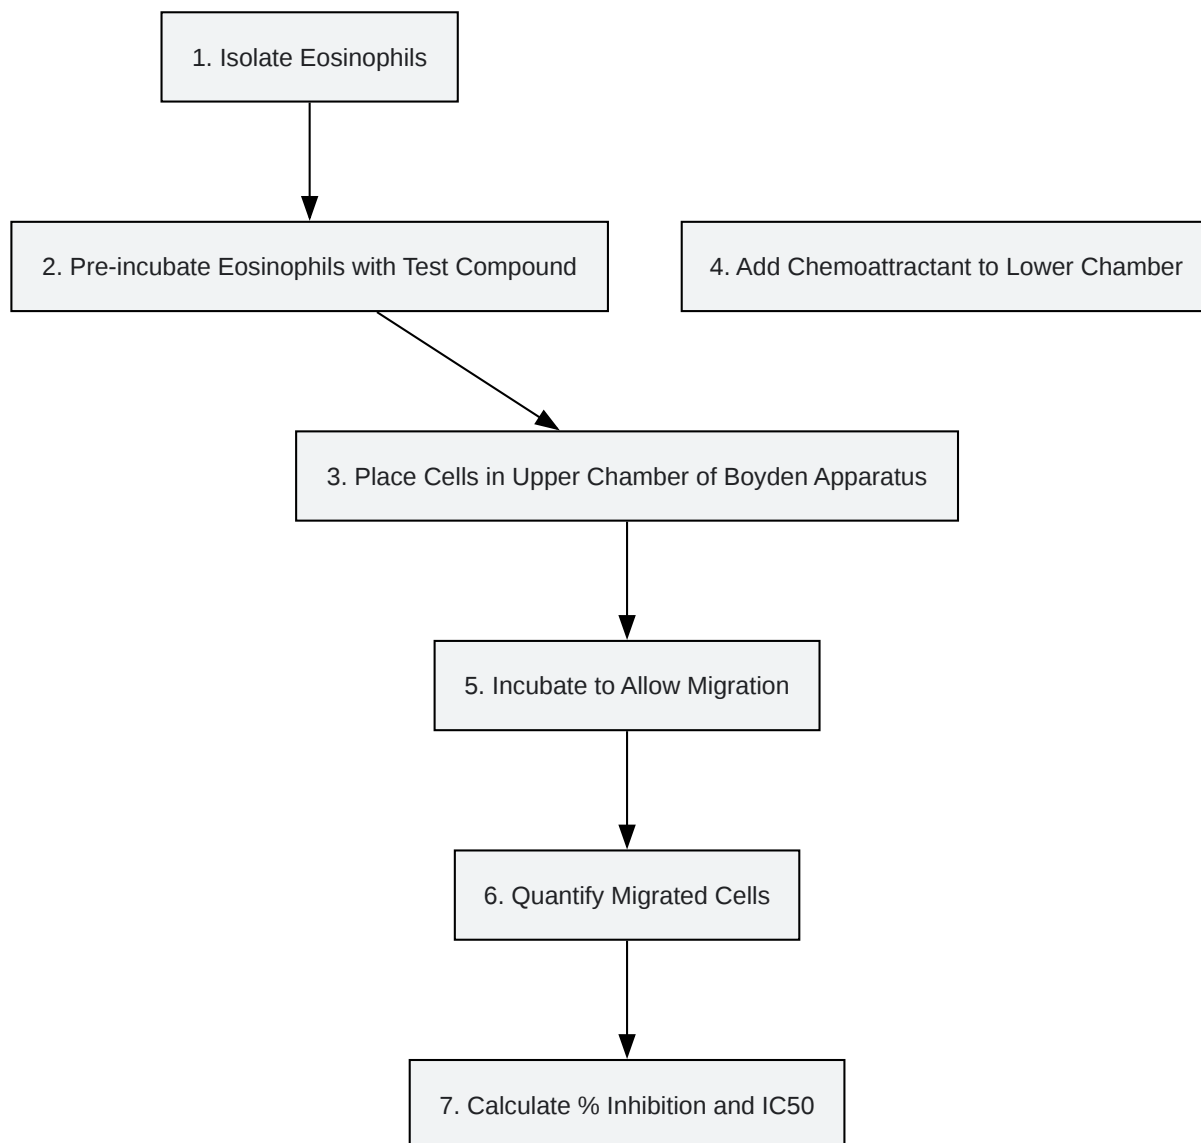 1. Isolate Eosinophils
2. Pre-incubate Eosinophils with Test Compound
4. Add Chemoattractant to Lower Chamber
3. Place Cells in Upper Chamber of Boyden Apparatus
5. Incubate to Allow Migration
6. Quantify Migrated Cells
7. Calculate % Inhibition and IC50